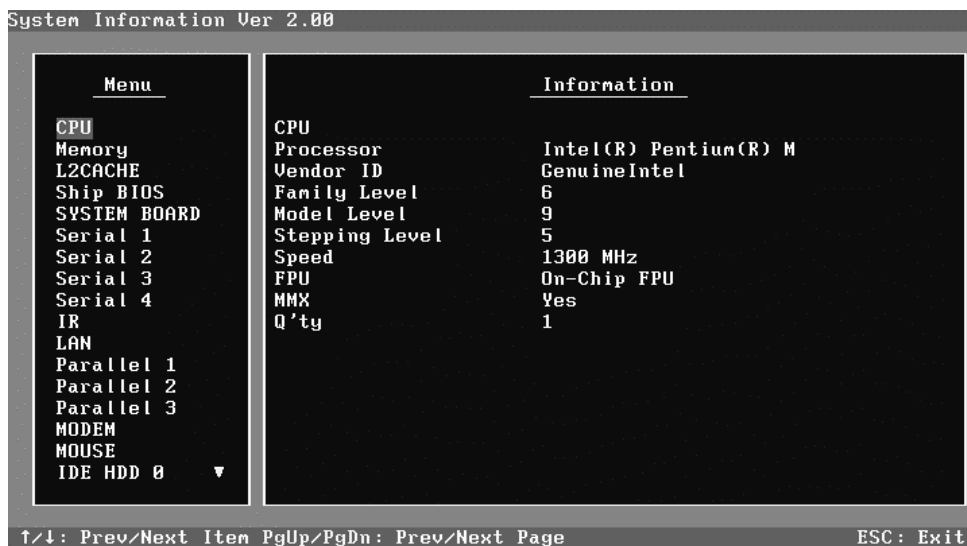 System Information Ver 2.00
Menu
CPU
Memory
L2CACHE
Ship BIOS
SYSTEM BOARD
Serial 1
Serial 2
Serial 3
Serial 4
IR
LAN
Parallel 1
Parallel 2
Parallel 3
MODEM
MOUSE
IDE HDD 0 ▼
Information
CPU
Processor Intel(R) Pentium(R) M
Vendor ID GenuineIntel
Family Level 6
Model Level 9
Stepping Level 5
Speed 1300 MHz
FPU On-Chip FPU
MMX Yes
Q'ty 1
↑/↓: Prev/Next Item PgUp/PgDn: Prev/Next Page ESC: Exit